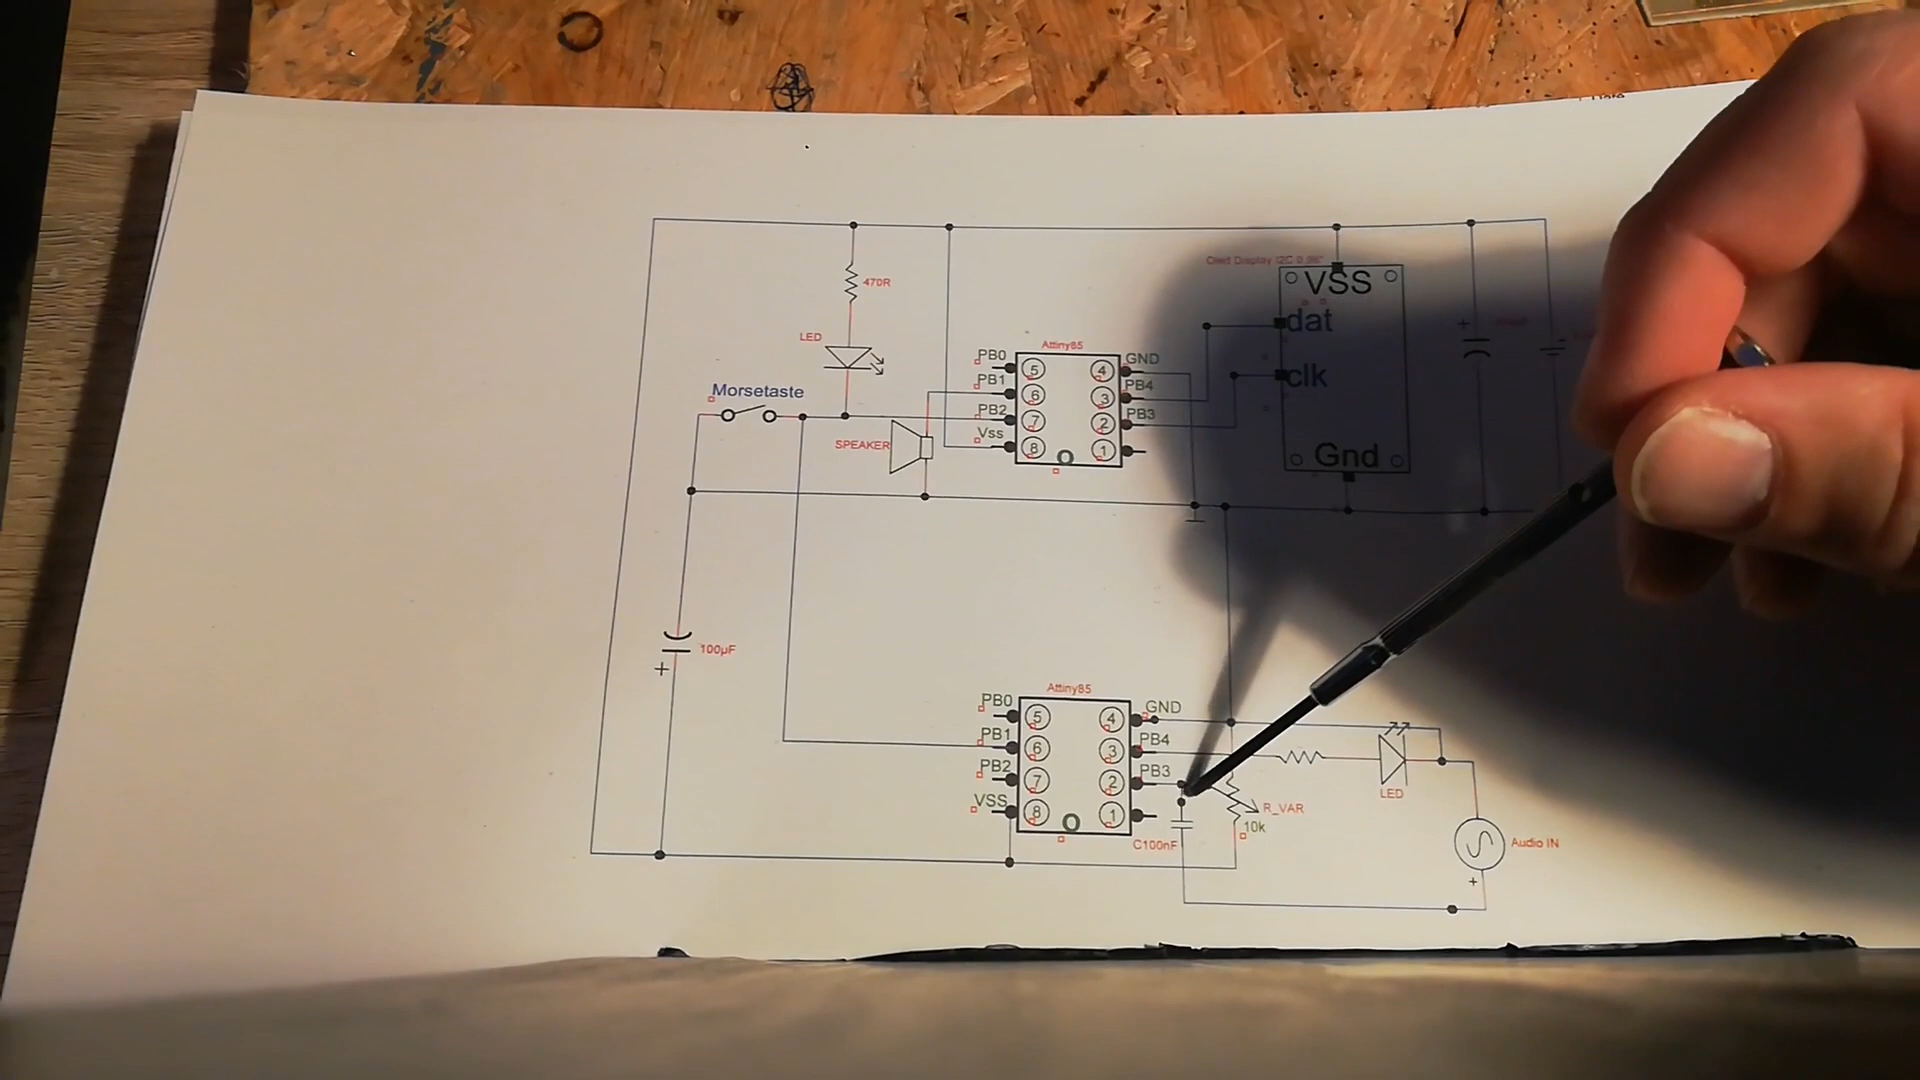 Oled Display I2C 0.96"
VSS
470R
dat
LED
Attiny85
PB0
5
4
GND
clk
PB1
6
3
PB4
Morsetaste
PB2
7
2
PB3
SPEAKER
Vss
8
1
Gnd
+
100µF
+
Attiny85
PB0
5
4
GND
PB1
6
3
PB4
PB2
7
2
PB3
LED
VSS
8
1
R_VAR
10k
C100nF
Audio IN
+